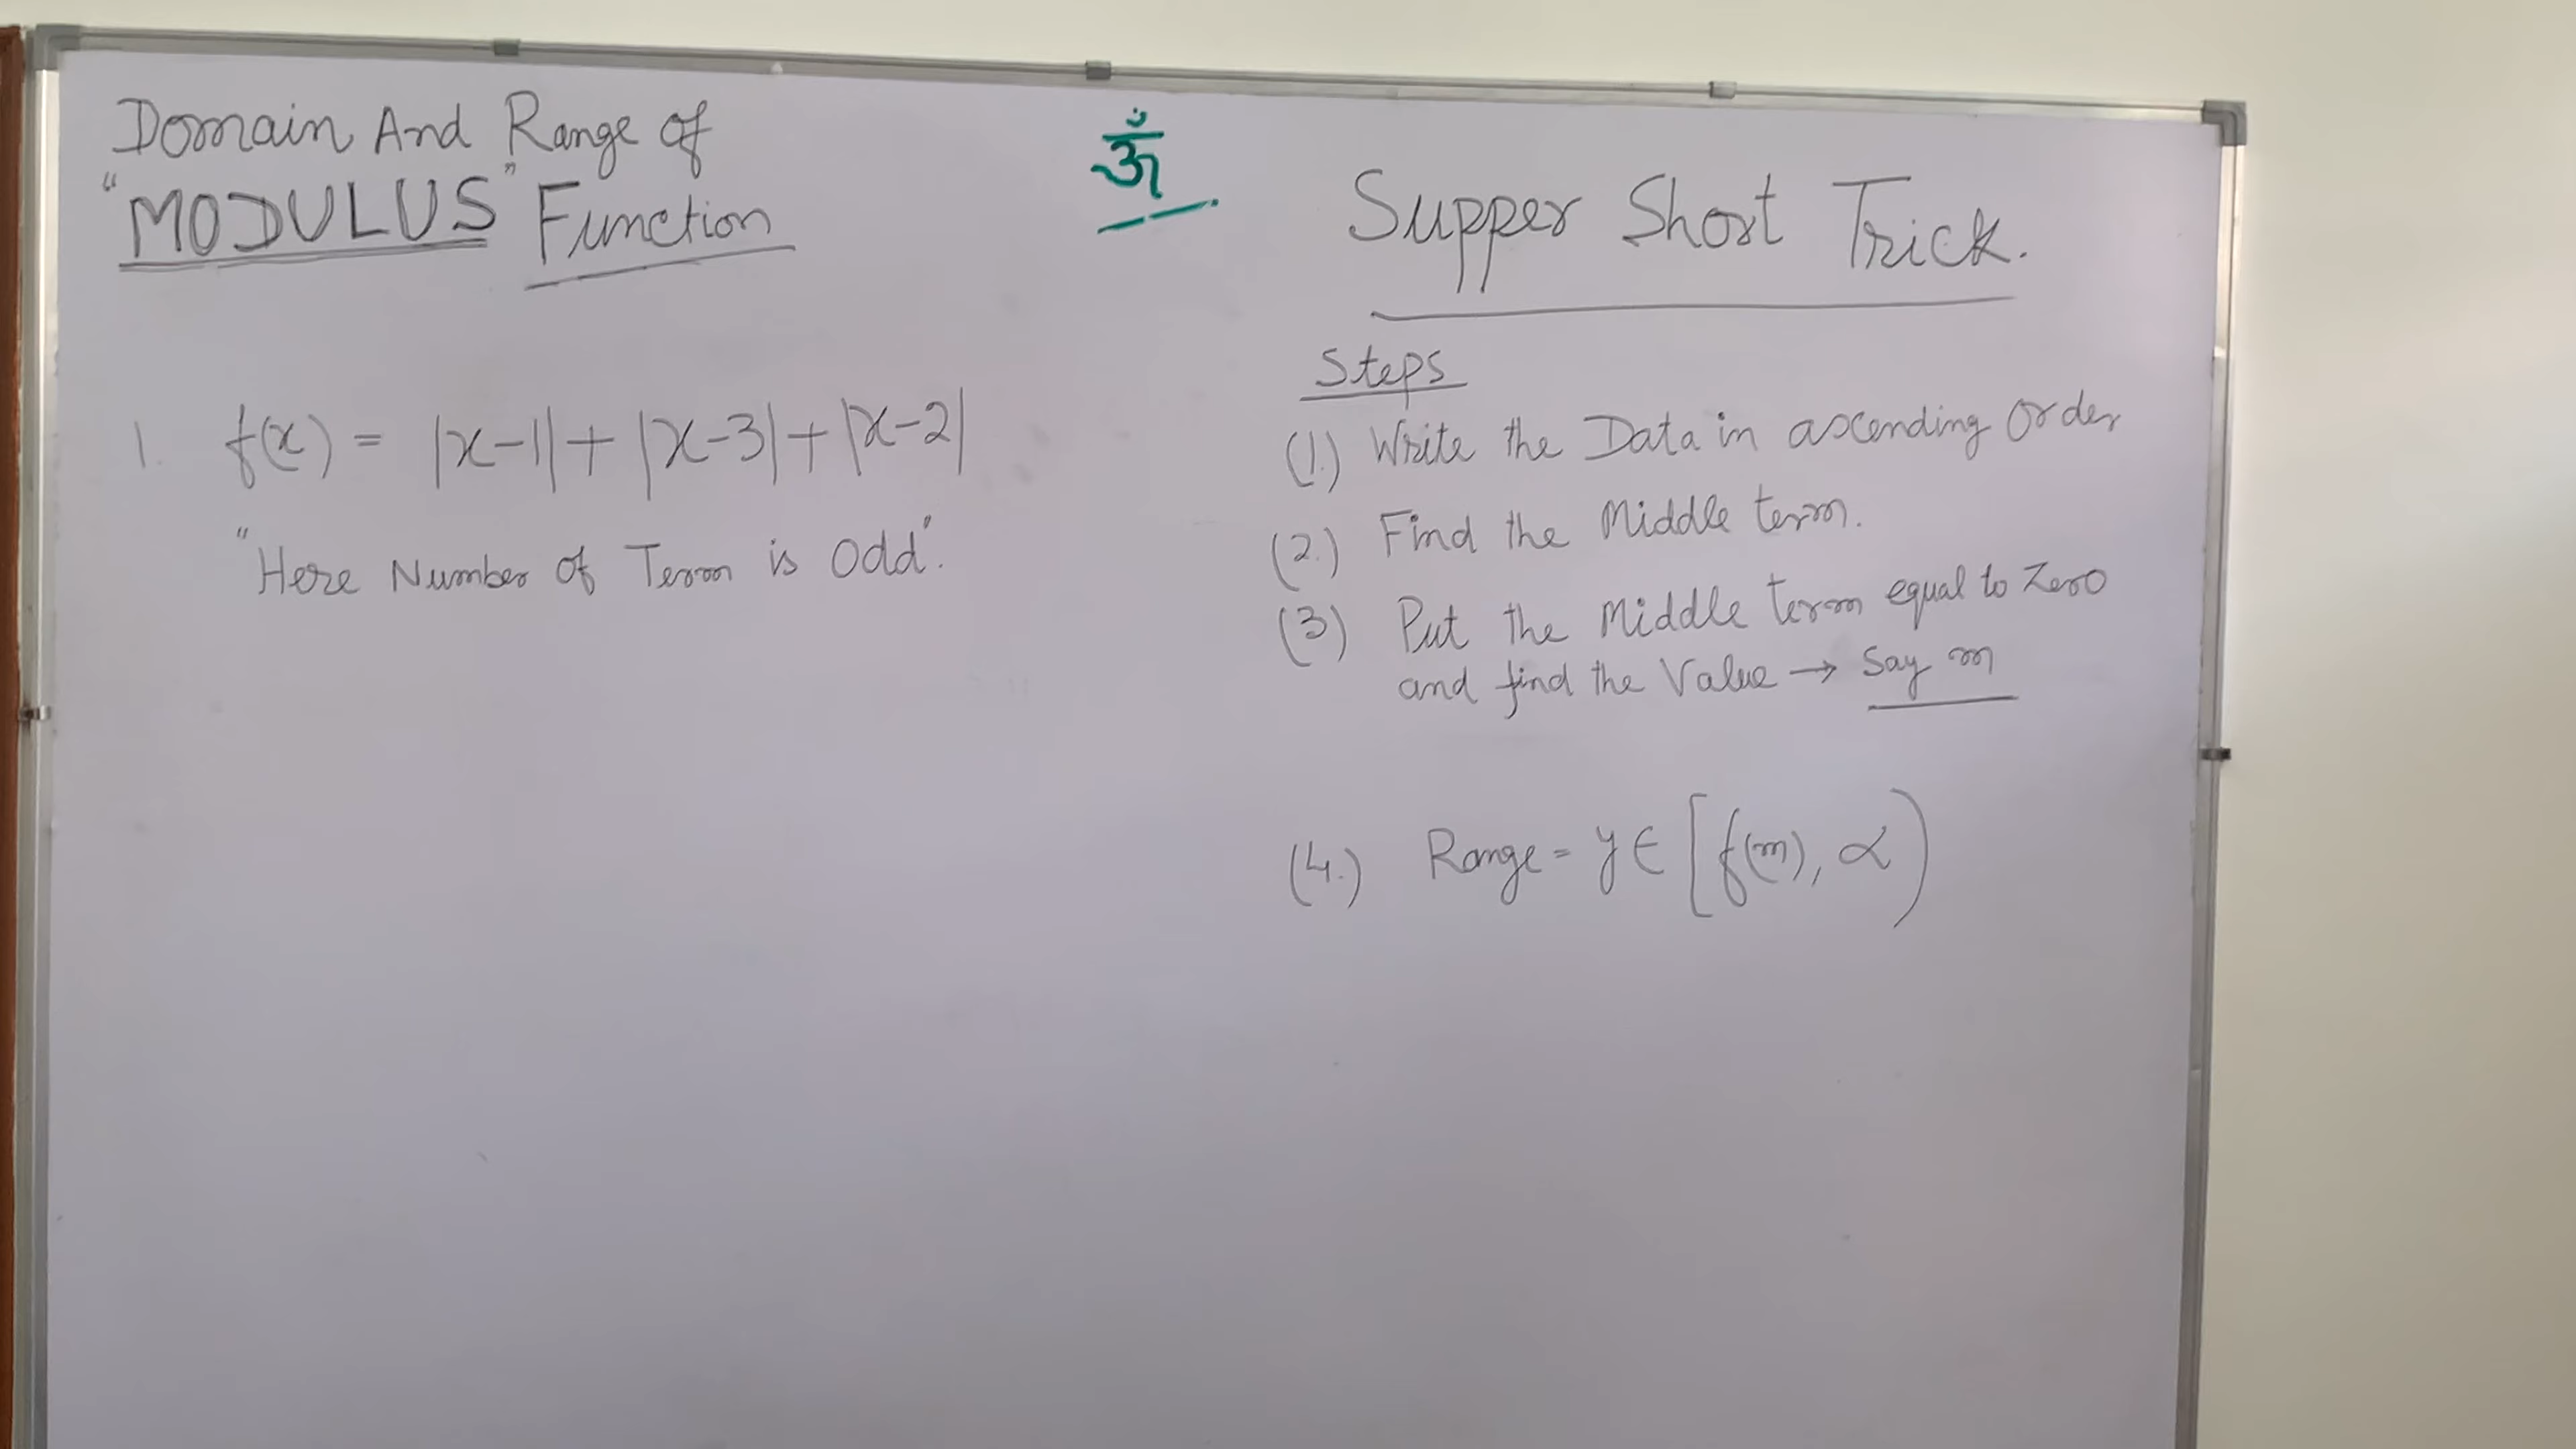 Domain And Range of
"MODULUS" Function
ॐ
Supper Short Trick.
1. f(x) = |x-1| + |x-3| + |x-2|
"Here Number of Term is Odd".
Steps
(1.) Write the Data in ascending Order
(2.) Find the Middle term.
(3) Put the Middle term equal to Zero
and find the Value → Say m
(4.) Range = y ∈ [f(m), ∝)